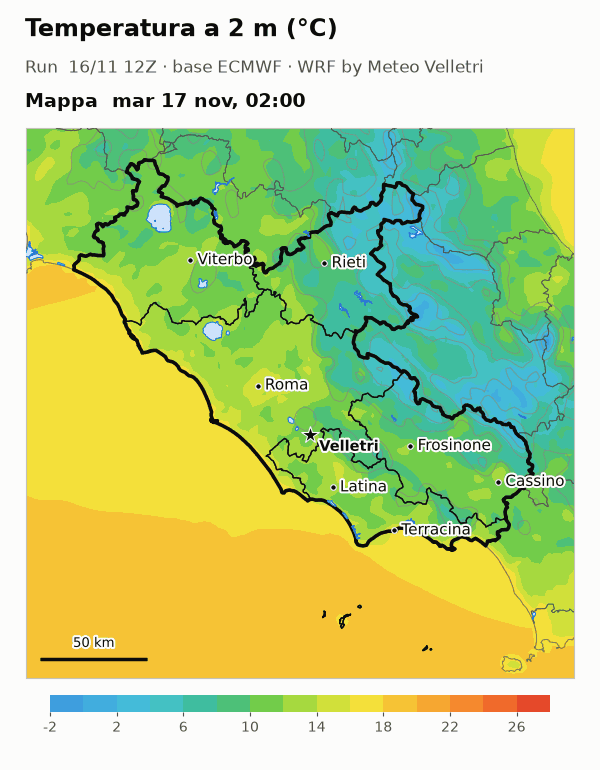 Temperatura a 2 m (°C)
Run  16/11 12Z · base ECMWF · WRF by Meteo Velletri
Mappa  mar 17 nov, 02:00
Viterbo
Rieti
Roma
Velletri
Frosinone
Cassino
Latina
Terracina
50 km
-2 2 6 10 14 18 22 26